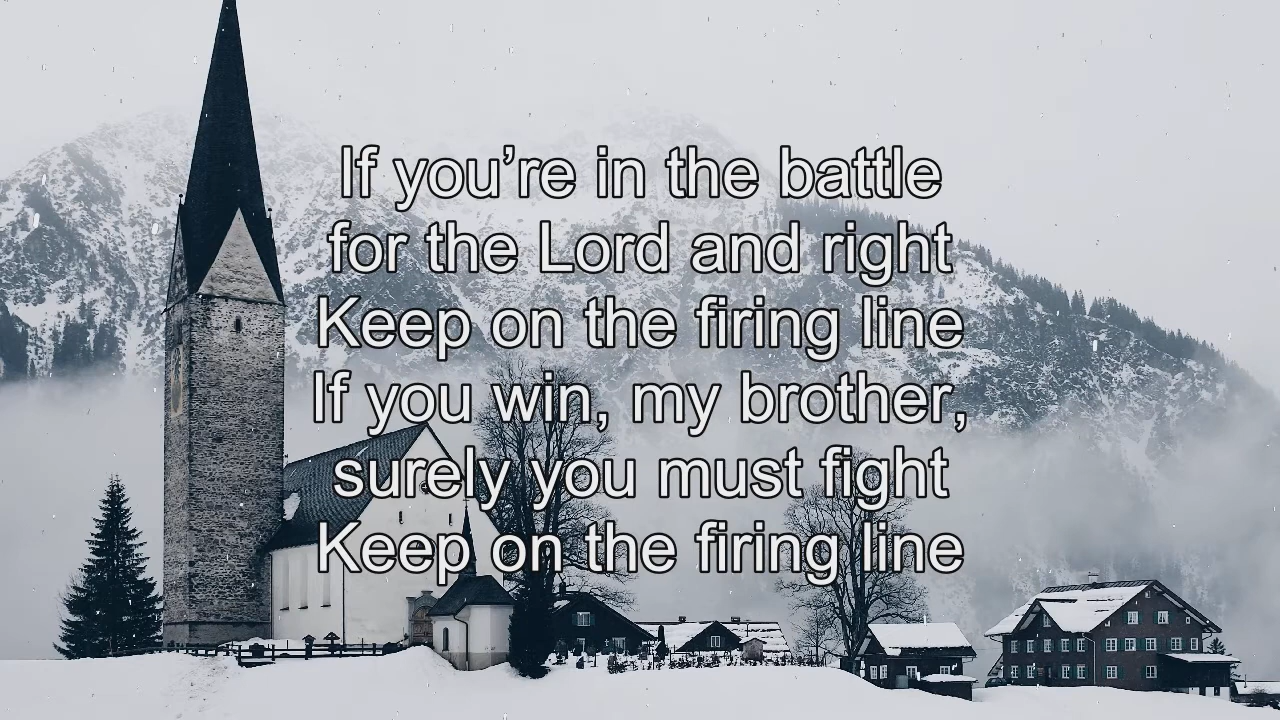 If you’re in the battle
for the Lord and right
Keep on the firing line
If you win, my brother,
surely you must fight
Keep on the firing line